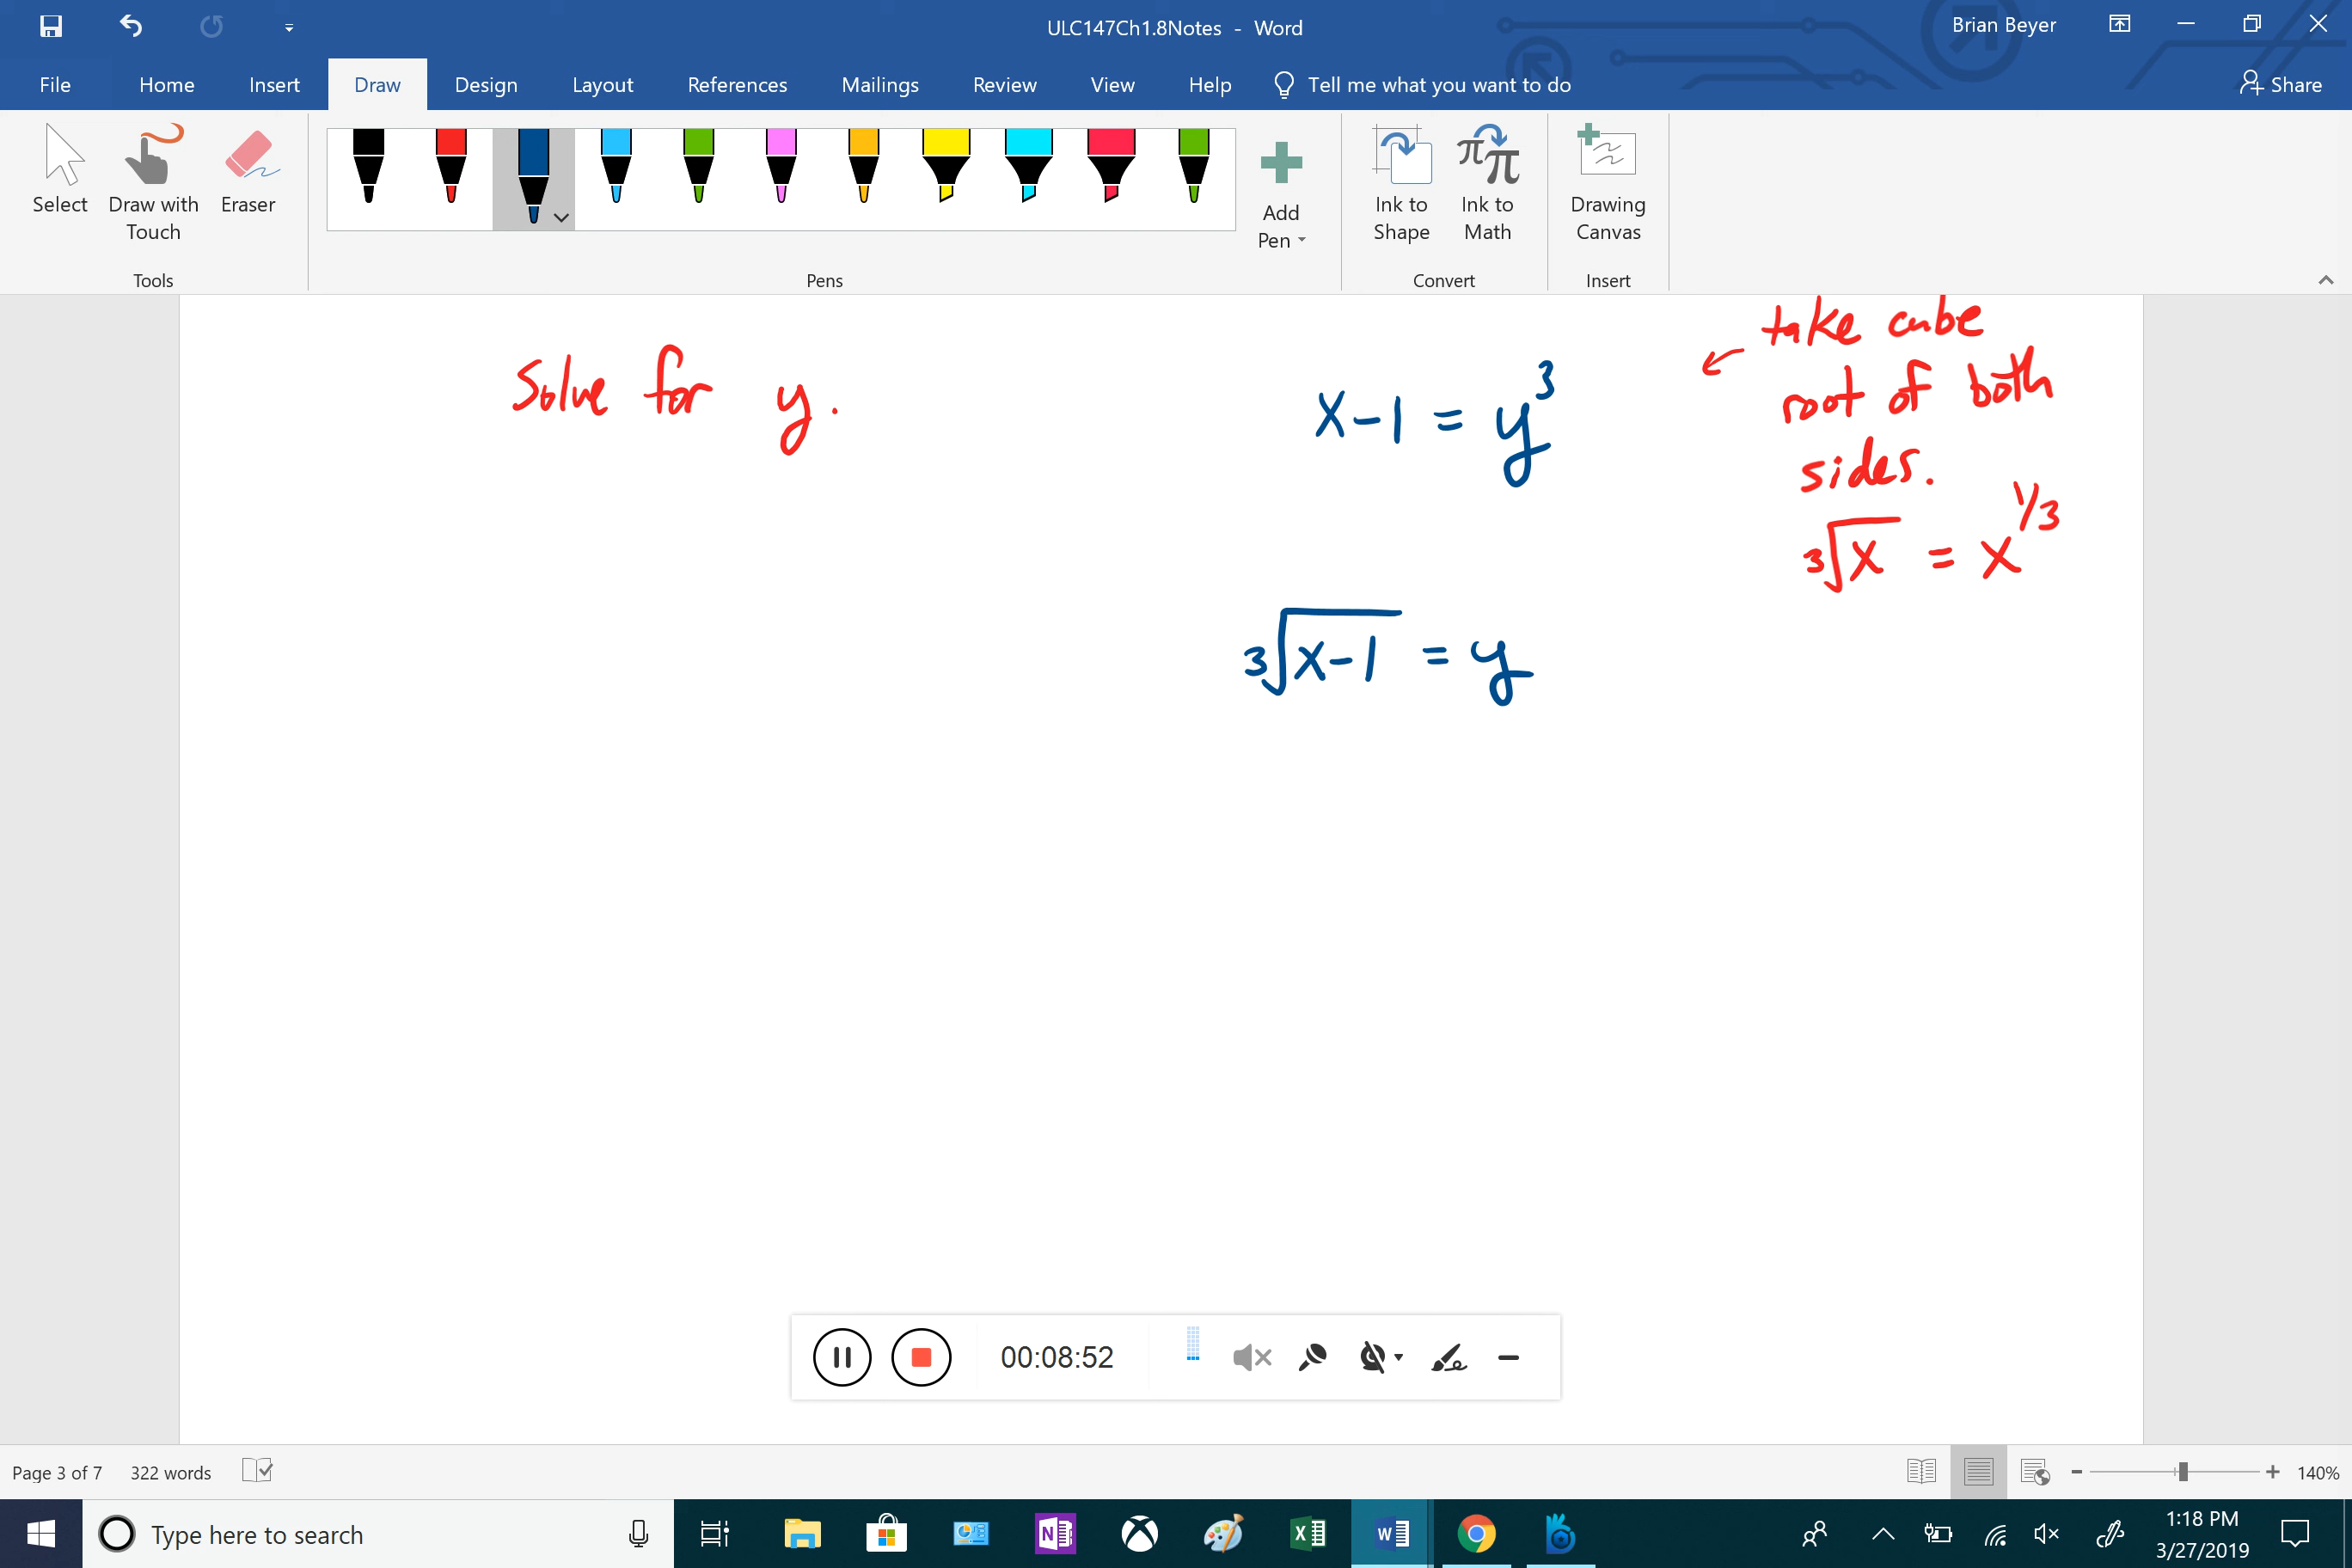 ULC147Ch1.8Notes - Word
Brian Beyer
File Home Insert Draw Design Layout References Mailings Review View Help Tell me what you want to do Share
Select Draw with Touch Eraser
Tools
Pens
Add Pen
Ink to Shape Ink to Math
Convert
Drawing Canvas
Insert
take cube
Solve for y.
x-1 = y³
root of both
sides.
³√x = x^1/3
³√(x-1) = y
00:08:52
Page 3 of 7 322 words
140%
Type here to search
1:18 PM
3/27/2019